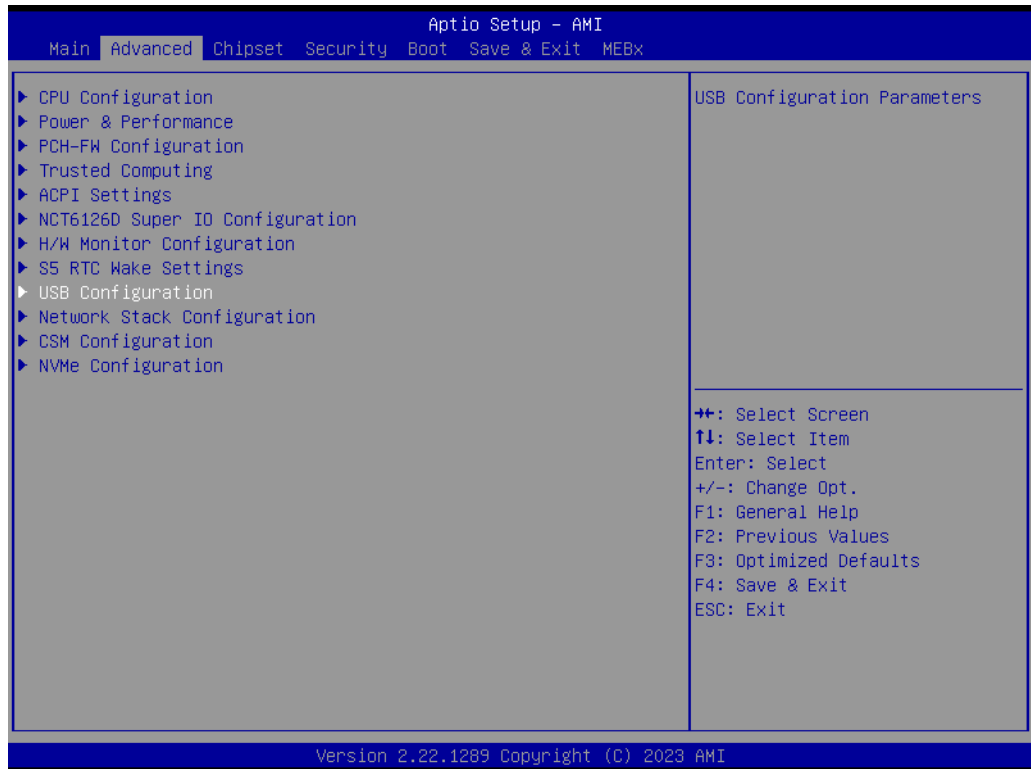 Aptio Setup – AMI
Main Advanced Chipset Security Boot Save & Exit MEBx
CPU Configuration
Power & Performance
PCH-FW Configuration
Trusted Computing
ACPI Settings
NCT6126D Super IO Configuration
H/W Monitor Configuration
S5 RTC Wake Settings
USB Configuration
Network Stack Configuration
CSM Configuration
NVMe Configuration
USB Configuration Parameters
→←: Select Screen
↑↓: Select Item
Enter: Select
+/-: Change Opt.
F1: General Help
F2: Previous Values
F3: Optimized Defaults
F4: Save & Exit
ESC: Exit
Version 2.22.1289 Copyright (C) 2023 AMI